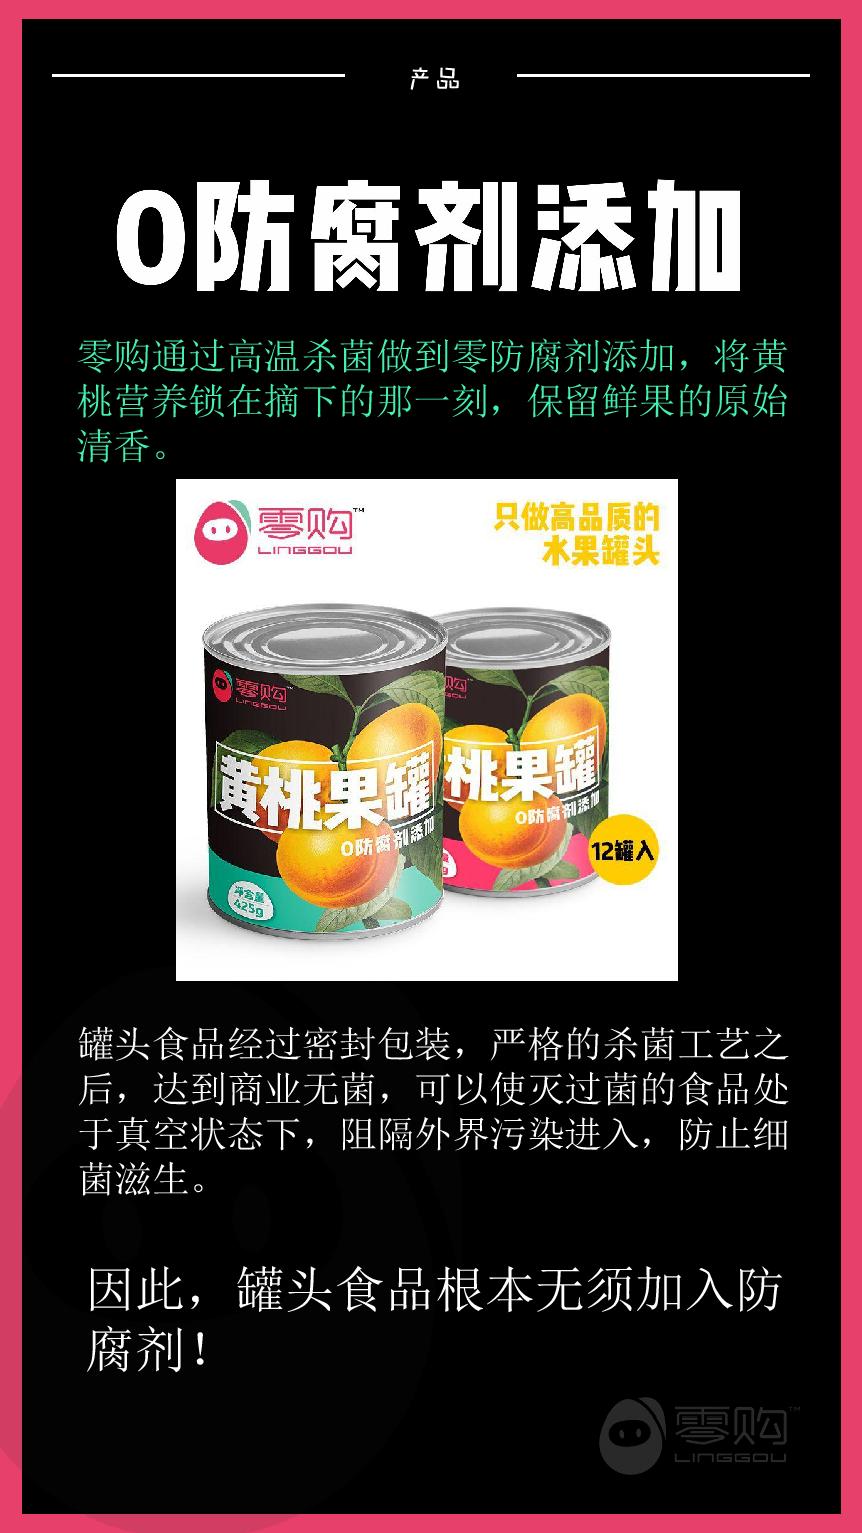 产品
0防腐剂添加
零购通过高温杀菌做到零防腐剂添加，将黄
桃营养锁在摘下的那一刻，保留鲜果的原始
清香。
零购™
LINGGOU
只做高品质的
水果罐头
零购
LINGGOU
黄桃果罐
0防腐剂添加
净含量
425g
零购
桃果罐
0防腐剂添加
12罐入
罐头食品经过密封包装，严格的杀菌工艺之
后，达到商业无菌，可以使灭过菌的食品处
于真空状态下，阻隔外界污染进入，防止细
菌滋生。
因此，罐头食品根本无须加入防
腐剂！
零购™
LINGGOU